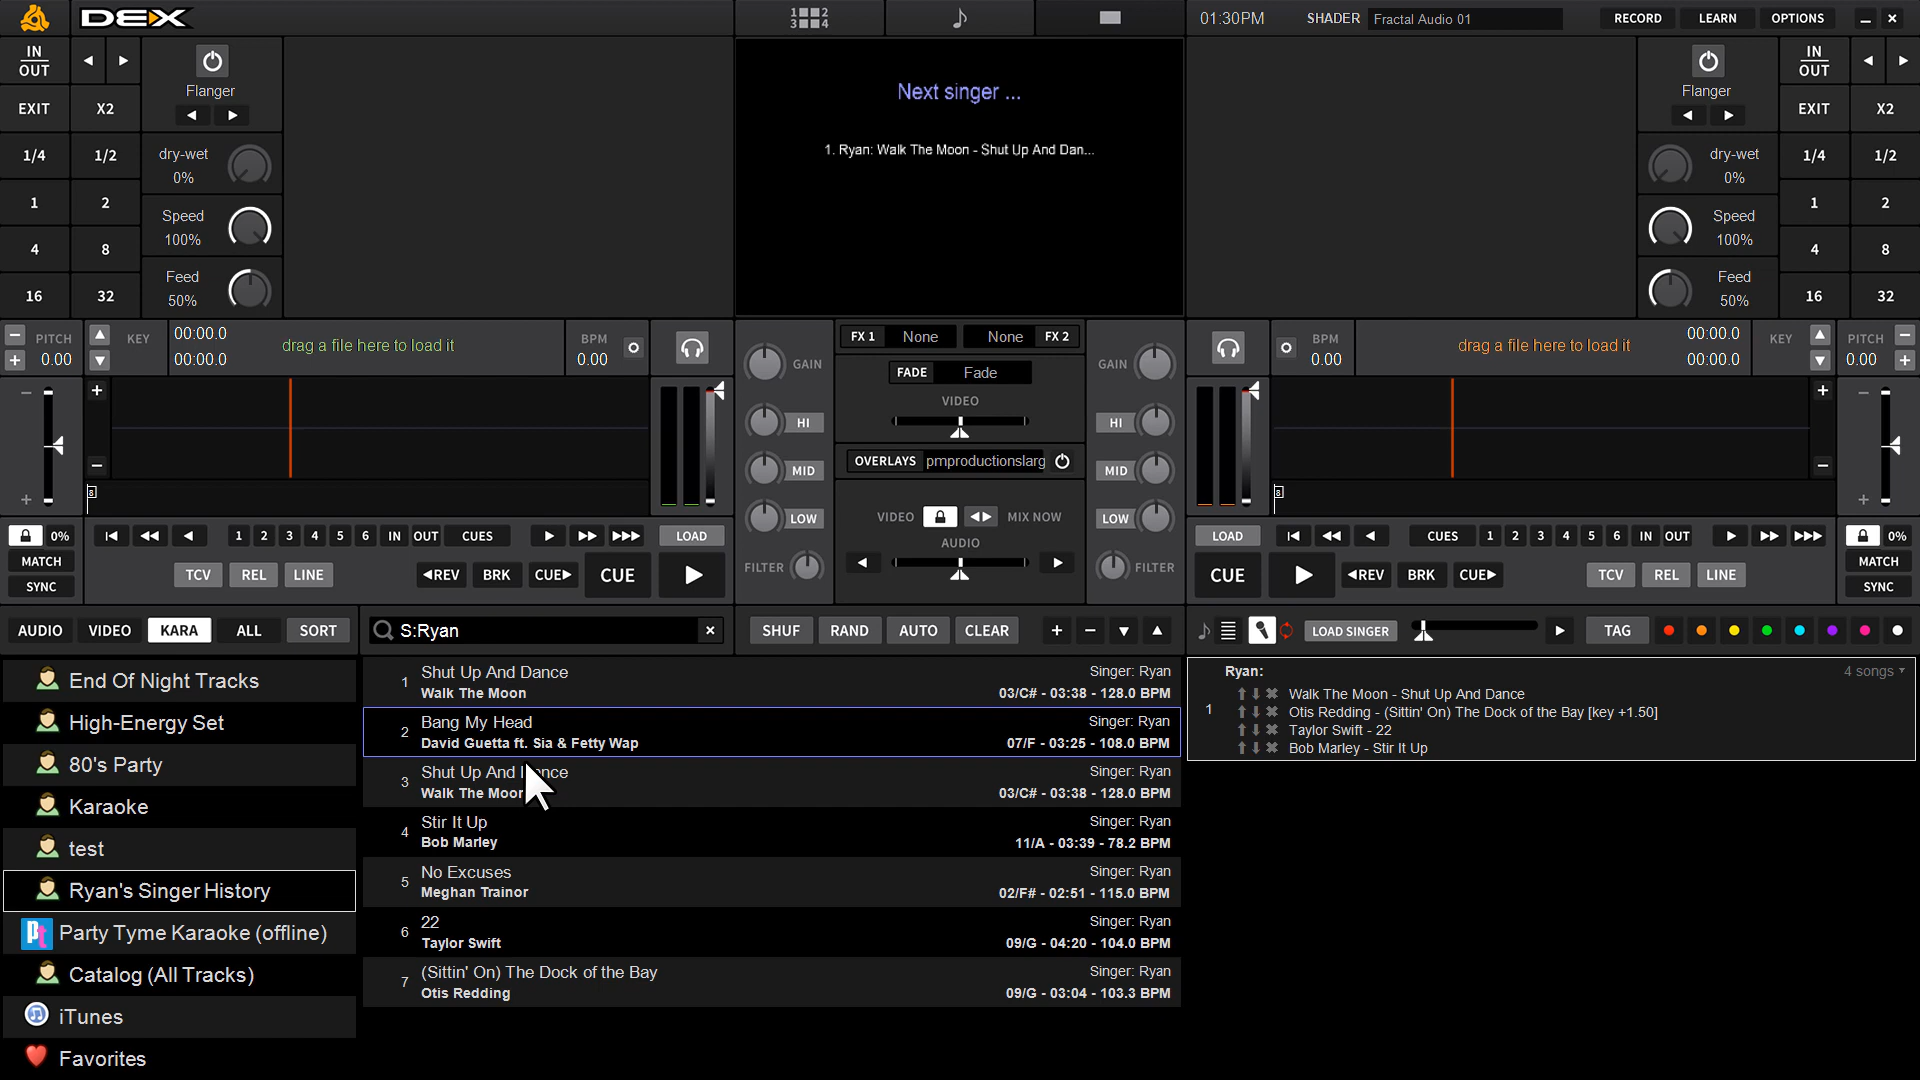 DEX
1 2
3 4
01:30PM
SHADER Fractal Audio 01
RECORD
LEARN
OPTIONS
IN
OUT
EXIT X2
1/4 1/2
1 2
4 8
16 32
Flanger
dry-wet
0%
Speed
100%
Feed
50%
Next singer ...
1. Ryan: Walk The Moon - Shut Up And Dan...
Flanger
dry-wet
0%
Speed
100%
Feed
50%
IN
OUT
EXIT X2
1/4 1/2
1 2
4 8
16 32
PITCH
0.00
KEY
00:00.0
00:00.0
drag a file here to load it
BPM
0.00
GAIN
HI
MID
LOW
FILTER
FX 1 None None FX 2
FADE Fade
VIDEO
OVERLAYS pmproductionslarg
VIDEO MIX NOW
AUDIO
GAIN
HI
MID
LOW
FILTER
BPM
0.00
drag a file here to load it
00:00.0
00:00.0
KEY
PITCH
0.00
8
8
0%
MATCH
SYNC
1 2 3 4 5 6 IN OUT CUES
LOAD
TCV REL LINE
REV BRK CUE CUE
LOAD
CUES 1 2 3 4 5 6 IN OUT
CUE REV BRK CUE
TCV REL LINE
0%
MATCH
SYNC
AUDIO VIDEO KARA ALL SORT
S:Ryan
SHUF RAND AUTO CLEAR
LOAD SINGER
TAG
End Of Night Tracks
High-Energy Set
80's Party
Karaoke
test
Ryan's Singer History
Party Tyme Karaoke (offline)
Catalog (All Tracks)
iTunes
Favorites
1 Shut Up And Dance Singer: Ryan
Walk The Moon 03/C# - 03:38 - 128.0 BPM
2 Bang My Head Singer: Ryan
David Guetta ft. Sia & Fetty Wap 07/F - 03:25 - 108.0 BPM
3 Shut Up And Dance Singer: Ryan
Walk The Moon 03/C# - 03:38 - 128.0 BPM
4 Stir It Up Singer: Ryan
Bob Marley 11/A - 03:39 - 78.2 BPM
5 No Excuses Singer: Ryan
Meghan Trainor 02/F# - 02:51 - 115.0 BPM
6 22 Singer: Ryan
Taylor Swift 09/G - 04:20 - 104.0 BPM
7 (Sittin' On) The Dock of the Bay Singer: Ryan
Otis Redding 09/G - 03:04 - 103.3 BPM
Ryan: 4 songs
1
Walk The Moon - Shut Up And Dance
Otis Redding - (Sittin' On) The Dock of the Bay [key +1.50]
Taylor Swift - 22
Bob Marley - Stir It Up